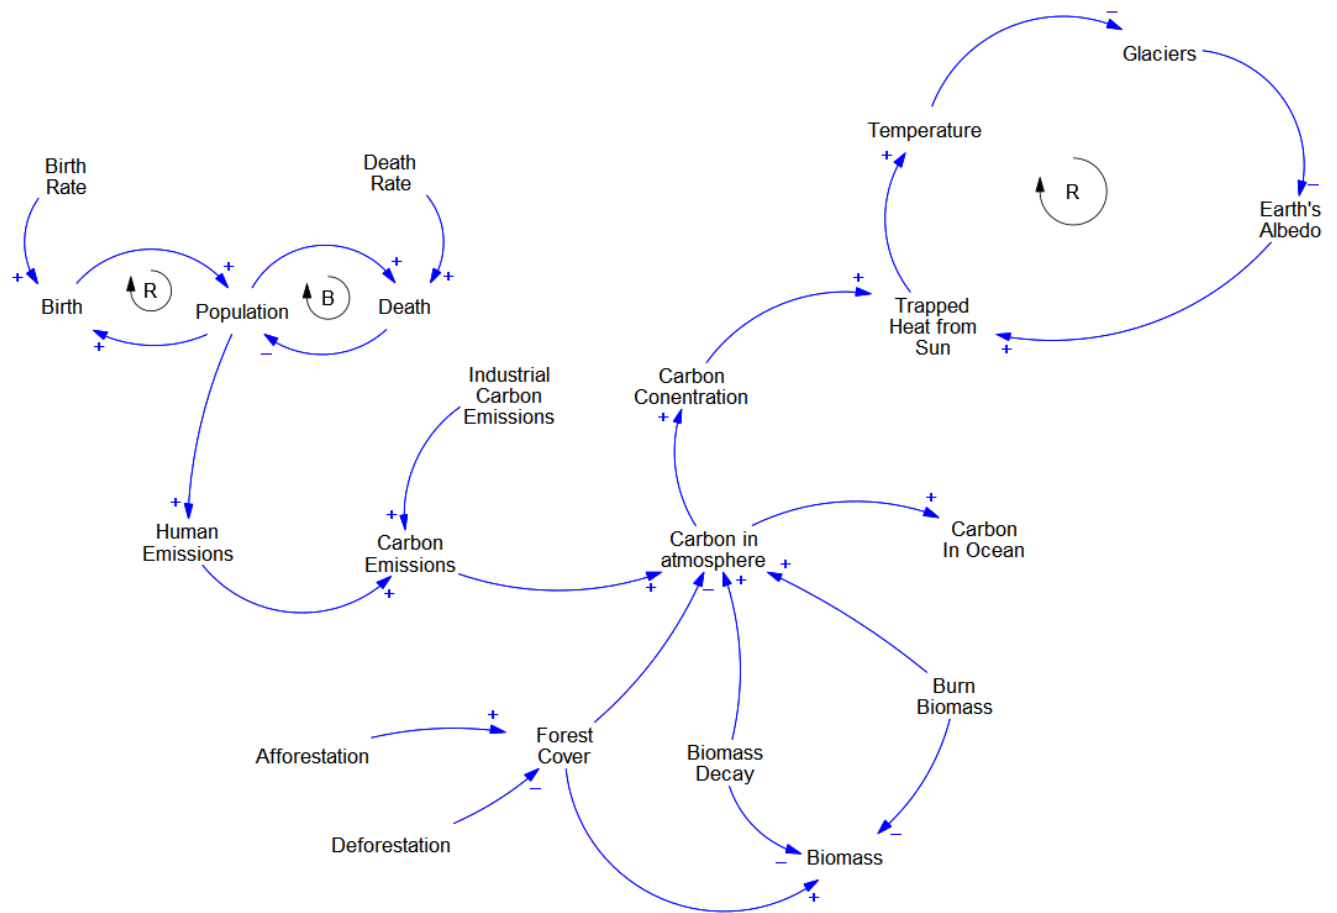 Glaciers
Temperature
Birth
Rate
Death
Rate
R
Earth's
Albedo
R
B
Birth
Population
Death
Trapped
Heat from
Sun
Industrial
Carbon
Emissions
Carbon
Conentration
Human
Emissions
Carbon
Emissions
Carbon in
atmosphere
Carbon
In Ocean
Burn
Biomass
Afforestation
Forest
Cover
Biomass
Decay
Deforestation
Biomass